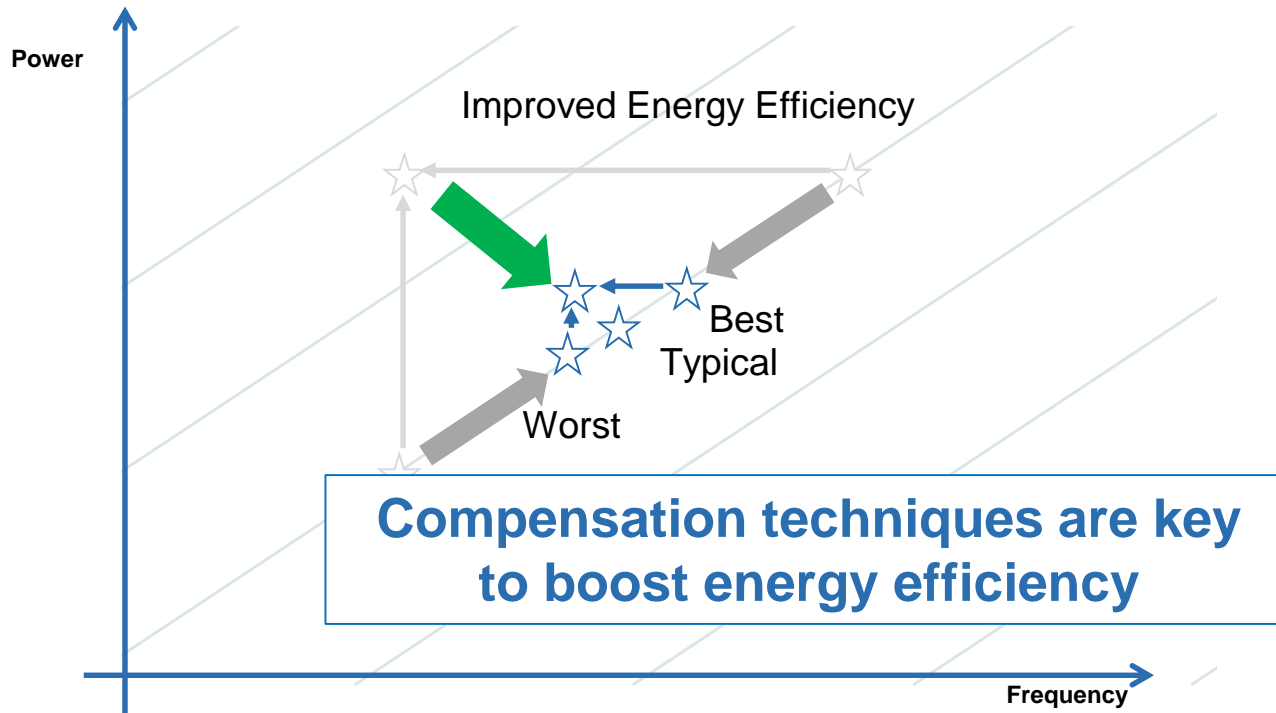 Power
Improved Energy Efficiency
Best
Typical
Worst
Compensation techniques are key
to boost energy efficiency
Frequency